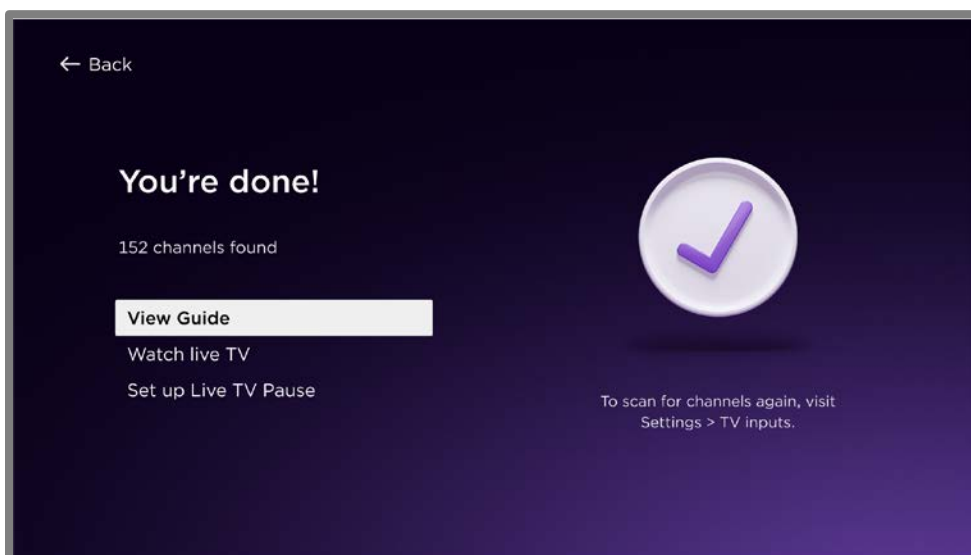 ← Back
You're done!
152 channels found
View Guide
Watch live TV
Set up Live TV Pause
To scan for channels again, visit
Settings > TV inputs.